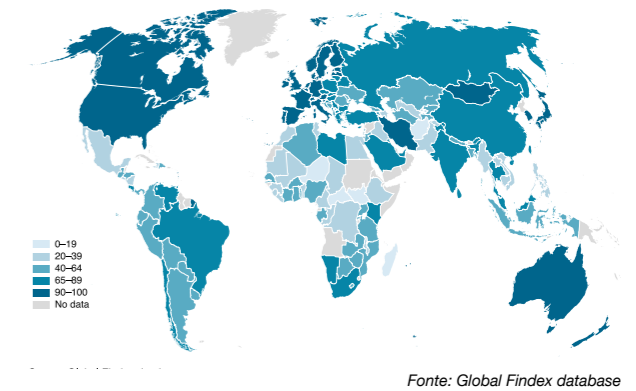 0–19
20–39
40–64
65–89
90–100
No data
Fonte: Global Findex database